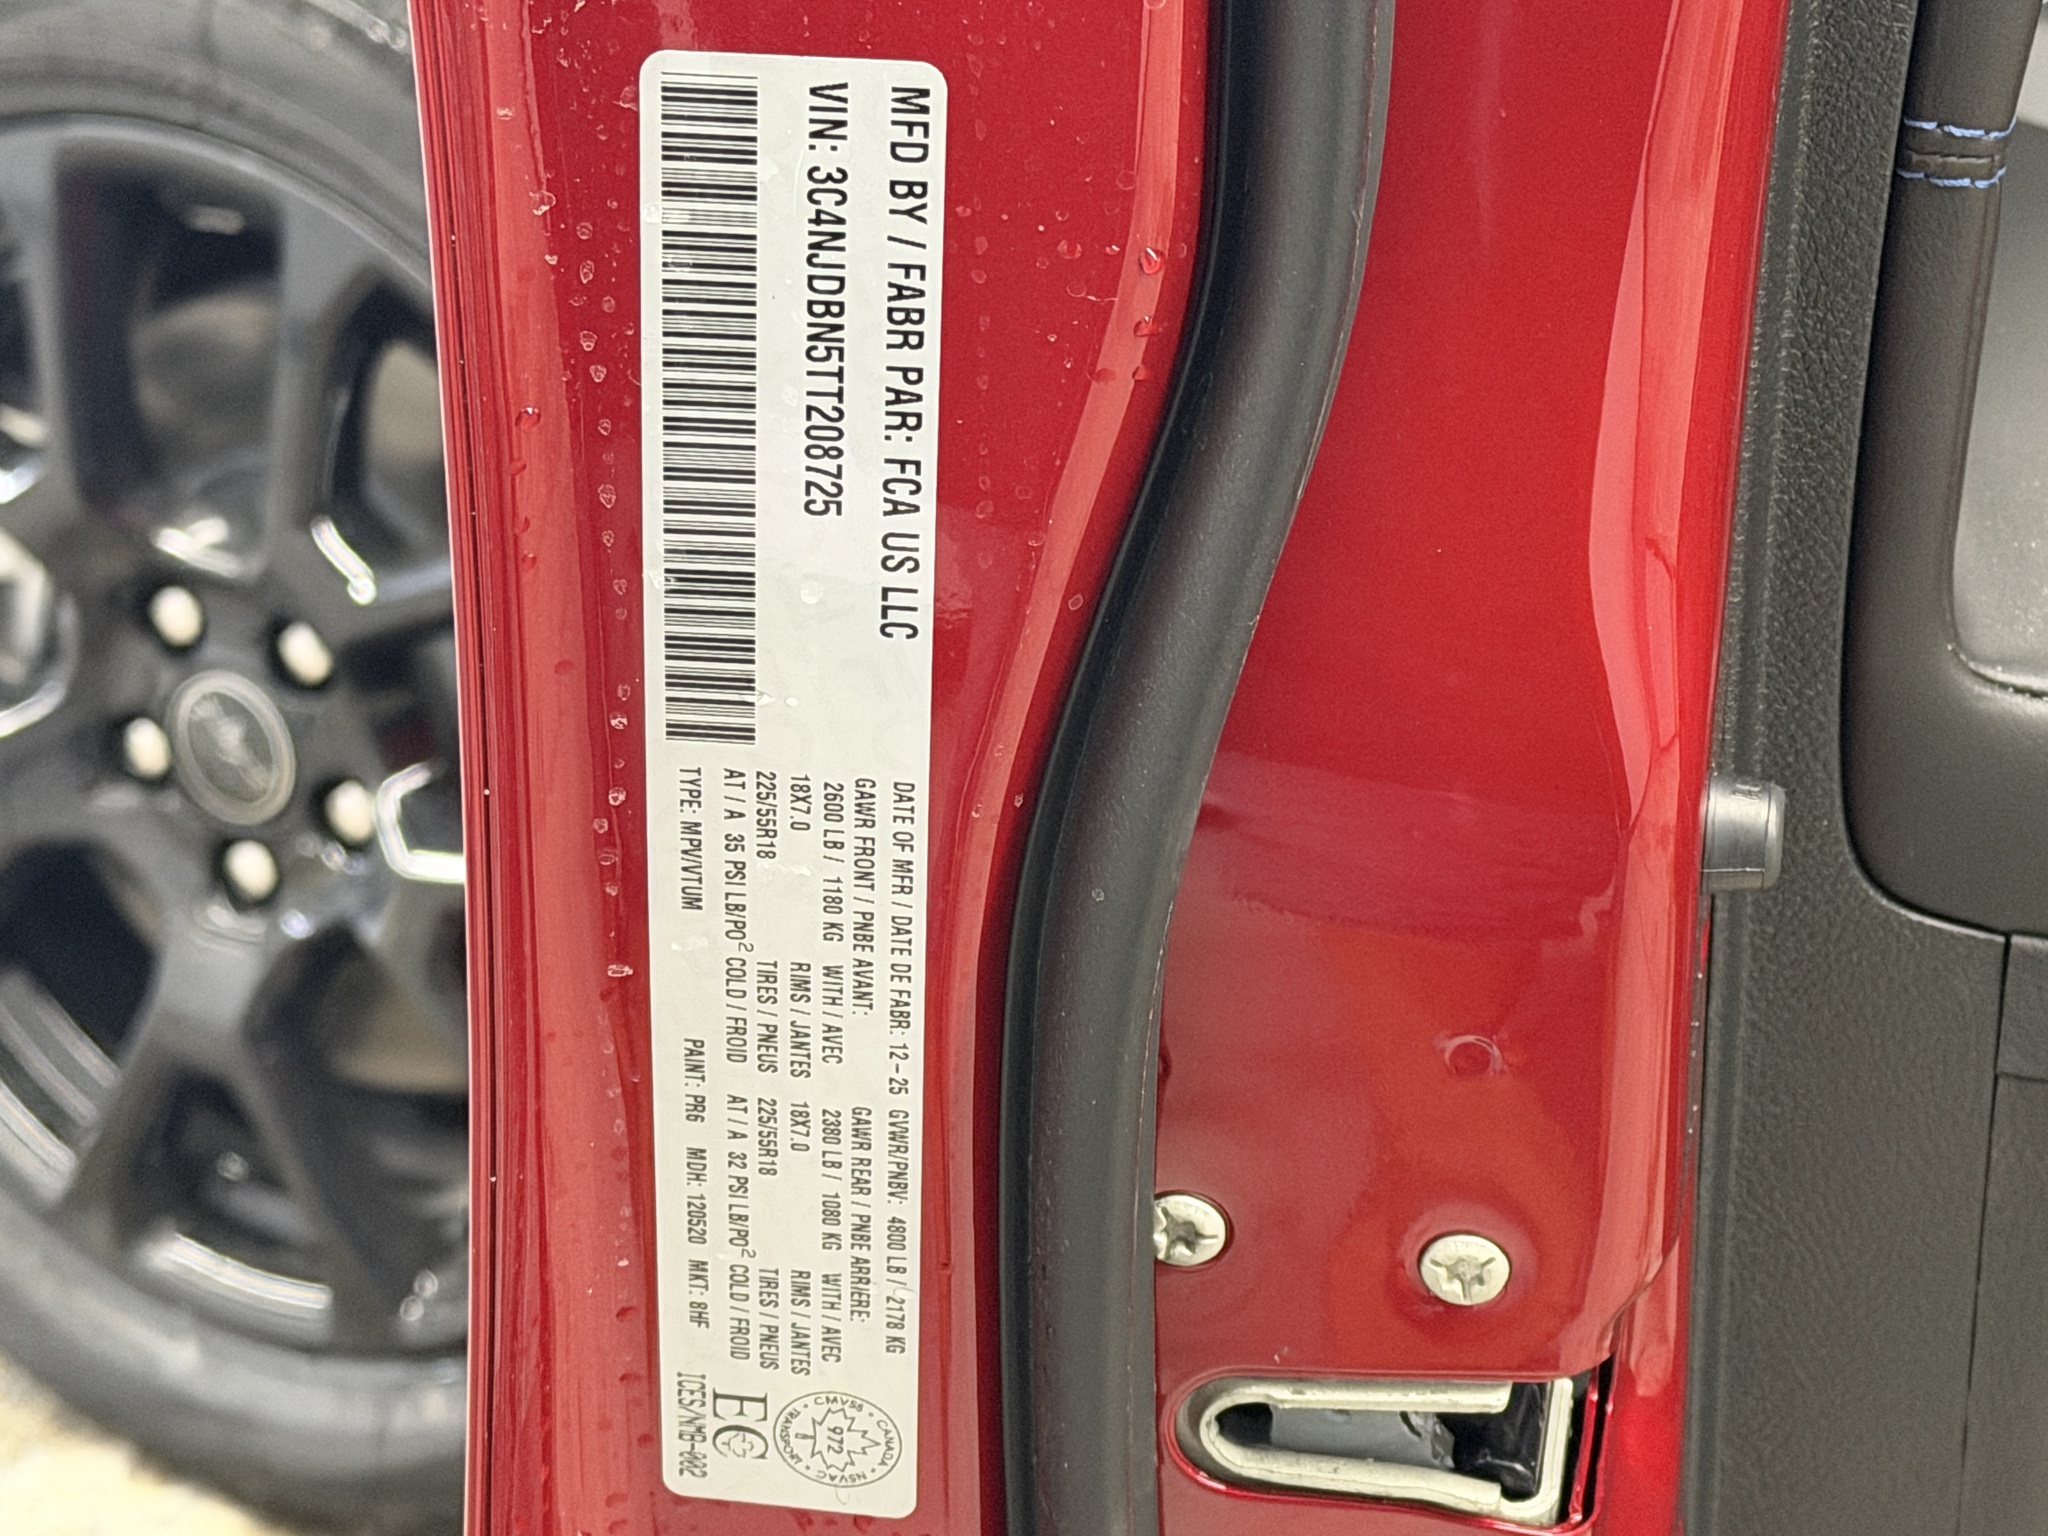 MFD BY / FABR PAR: FCA US LLC
VIN: 3C4NJDBN5TT208725
DATE OF MFR / DATE DE FABR: 12-25 GVWR/PNBV: 4800 LB / 2178 KG
GAWR FRONT / PNBE AVANT: GAWR REAR / PNBE ARRIERE:
2600 LB / 1180 KG WITH / AVEC 2380 LB / 1080 KG WITH / AVEC
18X7.0 RIMS / JANTES 18X7.0 RIMS / JANTES
225/55R18 TIRES / PNEUS 225/55R18 TIRES / PNEUS
AT / A 35 PSI LB/PO² COLD / FROID AT / A 32 PSI LB/PO² COLD / FROID
TYPE: MPV/VTUM PAINT: PR6 MDH: 120520 MKT: 8HF ICES/NMB-002
CANADA • NSVAC • TRANSPORT • CMVSS •
972
EC